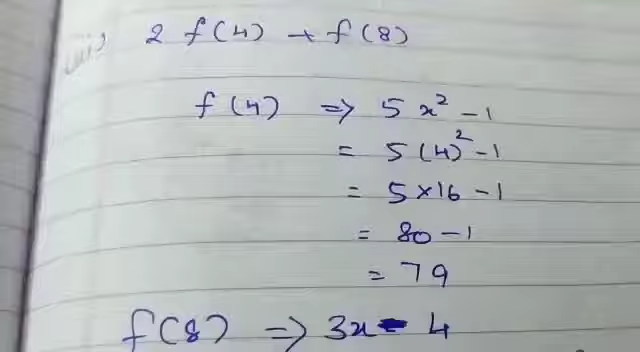 2 f(4) + f(8)
f(4) ⇒ 5x² - 1
= 5(4)² - 1
= 5×16 - 1
= 80 - 1
= 79
f(8) ⇒ 3x - 4